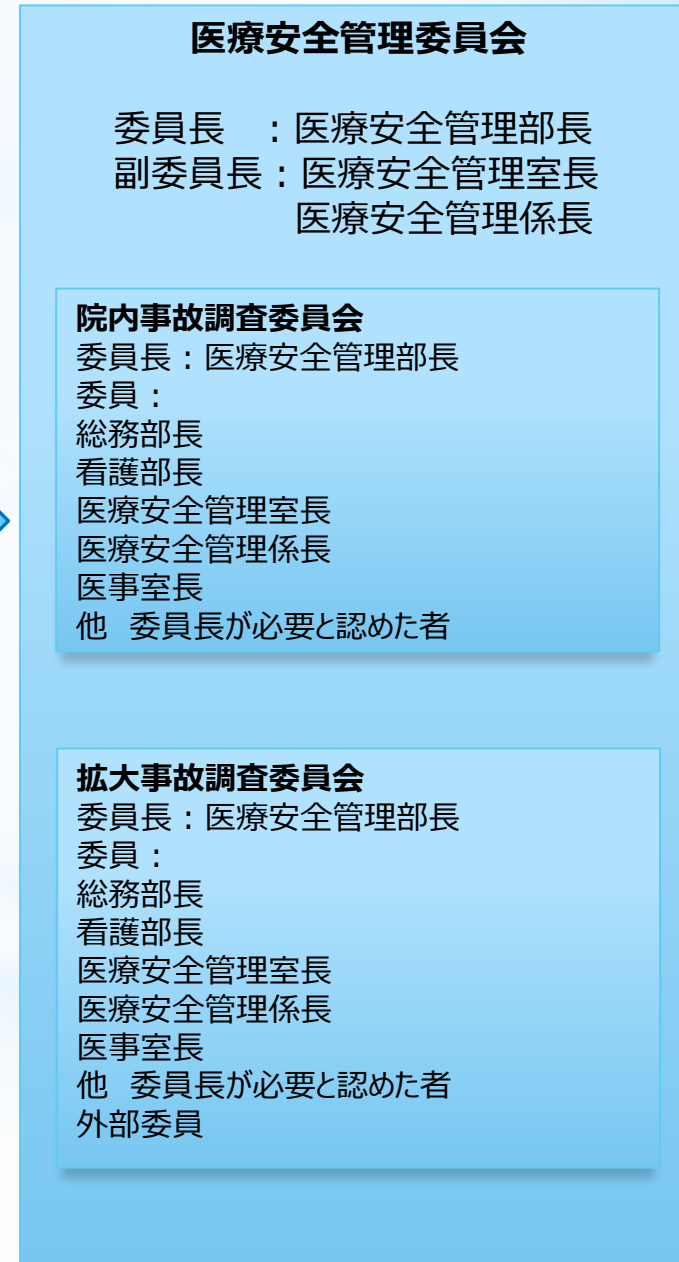 医療安全管理委員会
委員長　：医療安全管理部長
副委員長：医療安全管理室長
医療安全管理係長
院内事故調査委員会
委員長：医療安全管理部長
委員：
総務部長
看護部長
医療安全管理室長
医療安全管理係長
医事室長
他　委員長が必要と認めた者
拡大事故調査委員会
委員長：医療安全管理部長
委員：
総務部長
看護部長
医療安全管理室長
医療安全管理係長
医事室長
他　委員長が必要と認めた者
外部委員